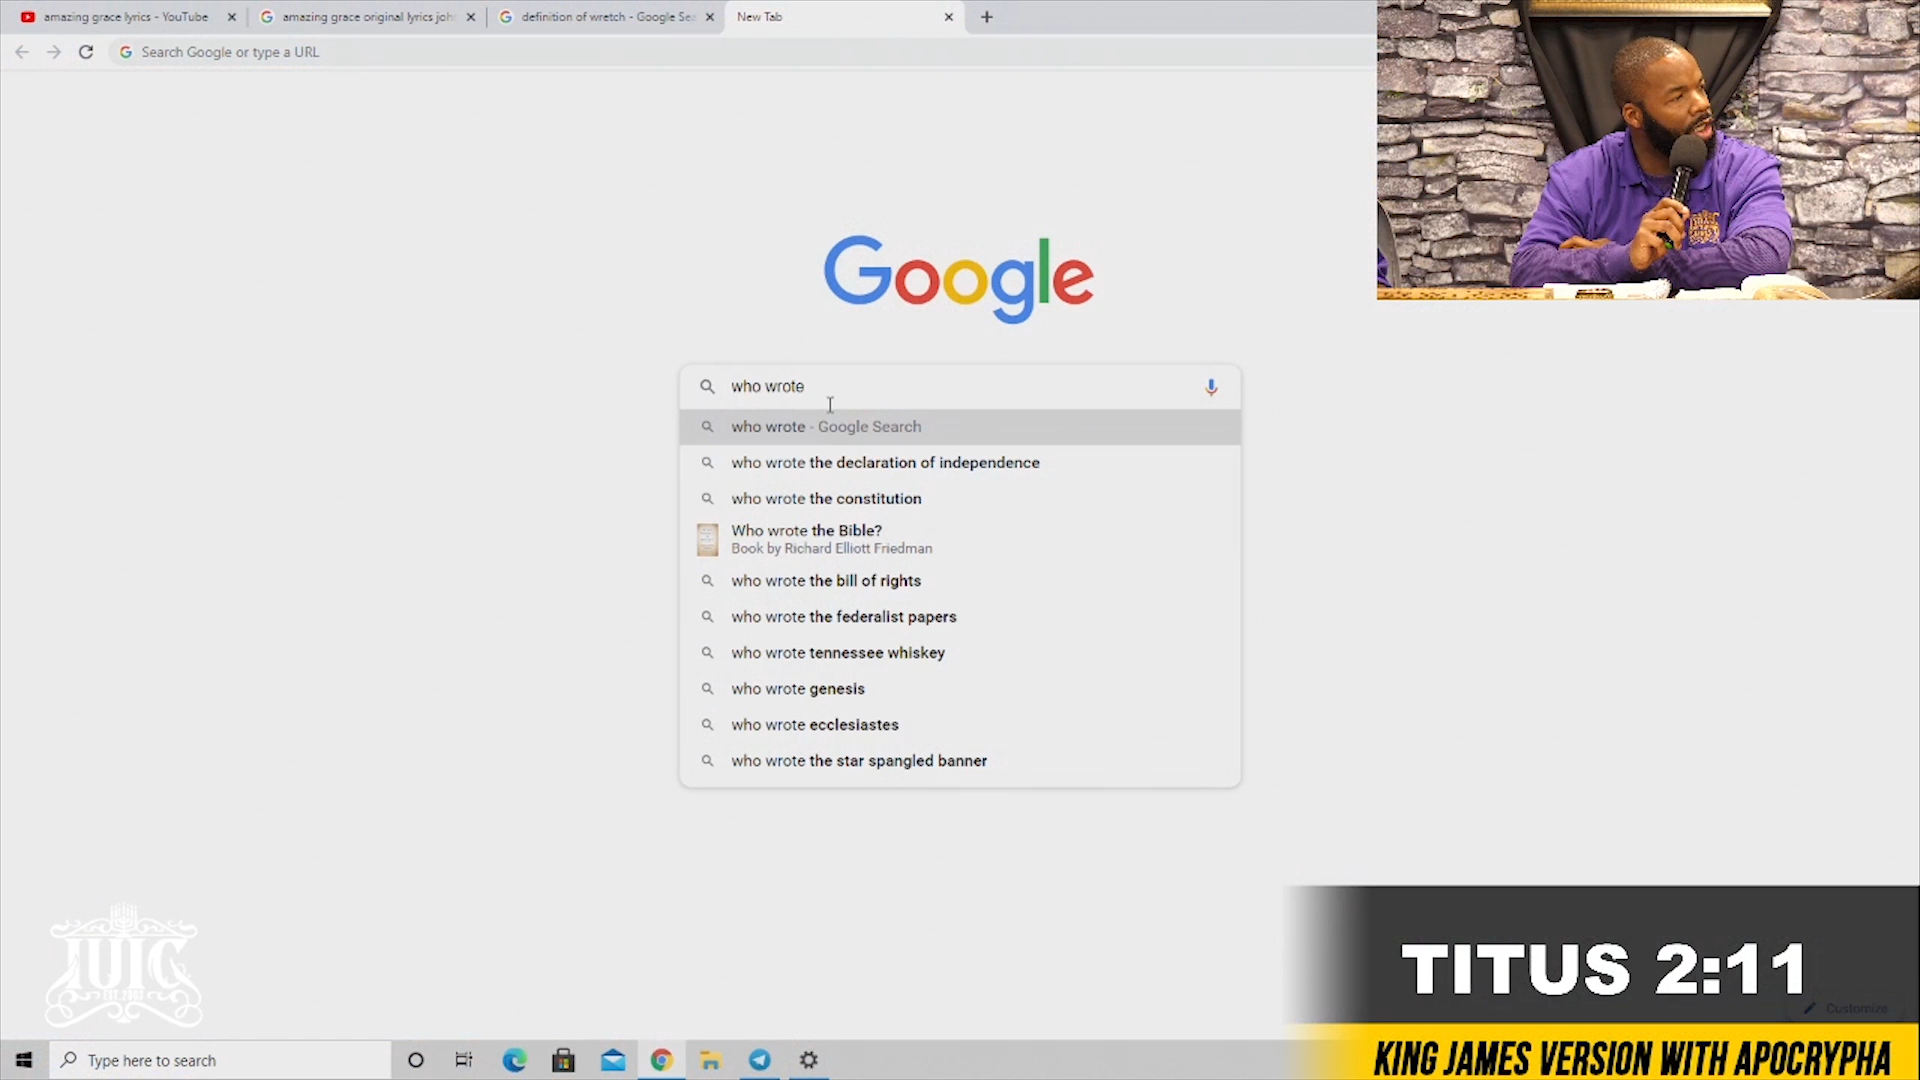 amazing grace lyrics - YouTube
amazing grace original lyrics joh
definition of wretch - Google Se
New Tab
Search Google or type a URL
Google
who wrote
who wrote - Google Search
who wrote the declaration of independence
who wrote the constitution
Who wrote the Bible?
Book by Richard Elliott Friedman
who wrote the bill of rights
who wrote the federalist papers
who wrote tennessee whiskey
who wrote genesis
who wrote ecclesiastes
who wrote the star spangled banner
IUIC
EST. 2003
TITUS 2:11
Customize
KING JAMES VERSION WITH APOCRYPHA
Type here to search